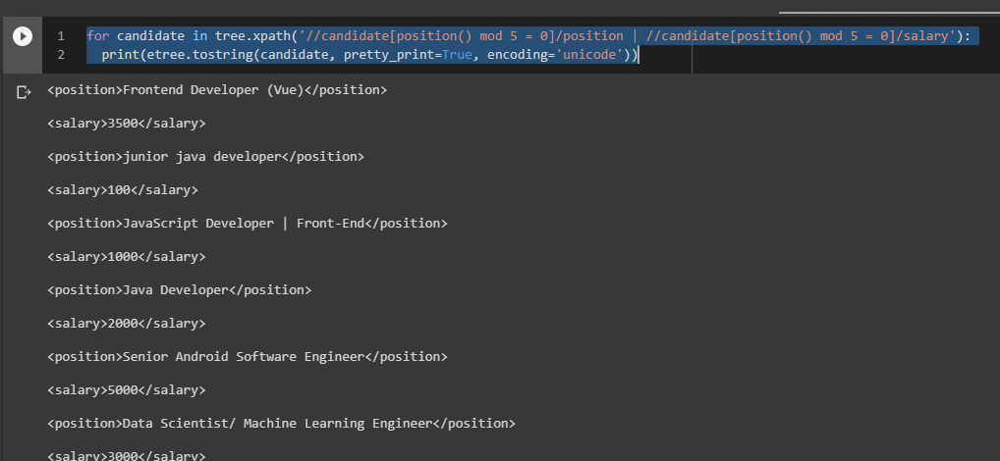 1 for candidate in tree.xpath('//candidate[position() mod 5 = 0]/position | //candidate[position() mod 5 = 0]/salary'):
2 print(etree.tostring(candidate, pretty_print=True, encoding='unicode'))
<position>Frontend Developer (Vue)</position>
<salary>3500</salary>
<position>junior java developer</position>
<salary>100</salary>
<position>JavaScript Developer | Front-End</position>
<salary>1000</salary>
<position>Java Developer</position>
<salary>2000</salary>
<position>Senior Android Software Engineer</position>
<salary>5000</salary>
<position>Data Scientist/ Machine Learning Engineer</position>
<salary>3000</salary>